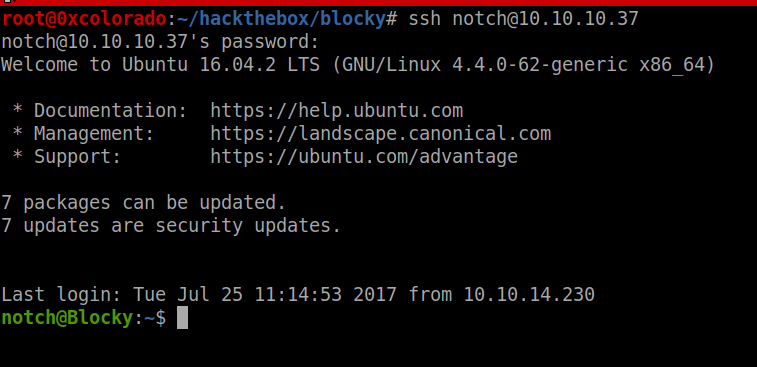 root@0xcolorado:~/hackthebox/blocky# ssh notch@10.10.10.37
notch@10.10.10.37's password:
Welcome to Ubuntu 16.04.2 LTS (GNU/Linux 4.4.0-62-generic x86_64)
* Documentation: https://help.ubuntu.com
* Management: https://landscape.canonical.com
* Support: https://ubuntu.com/advantage
7 packages can be updated.
7 updates are security updates.
Last login: Tue Jul 25 11:14:53 2017 from 10.10.14.230
notch@Blocky:~$